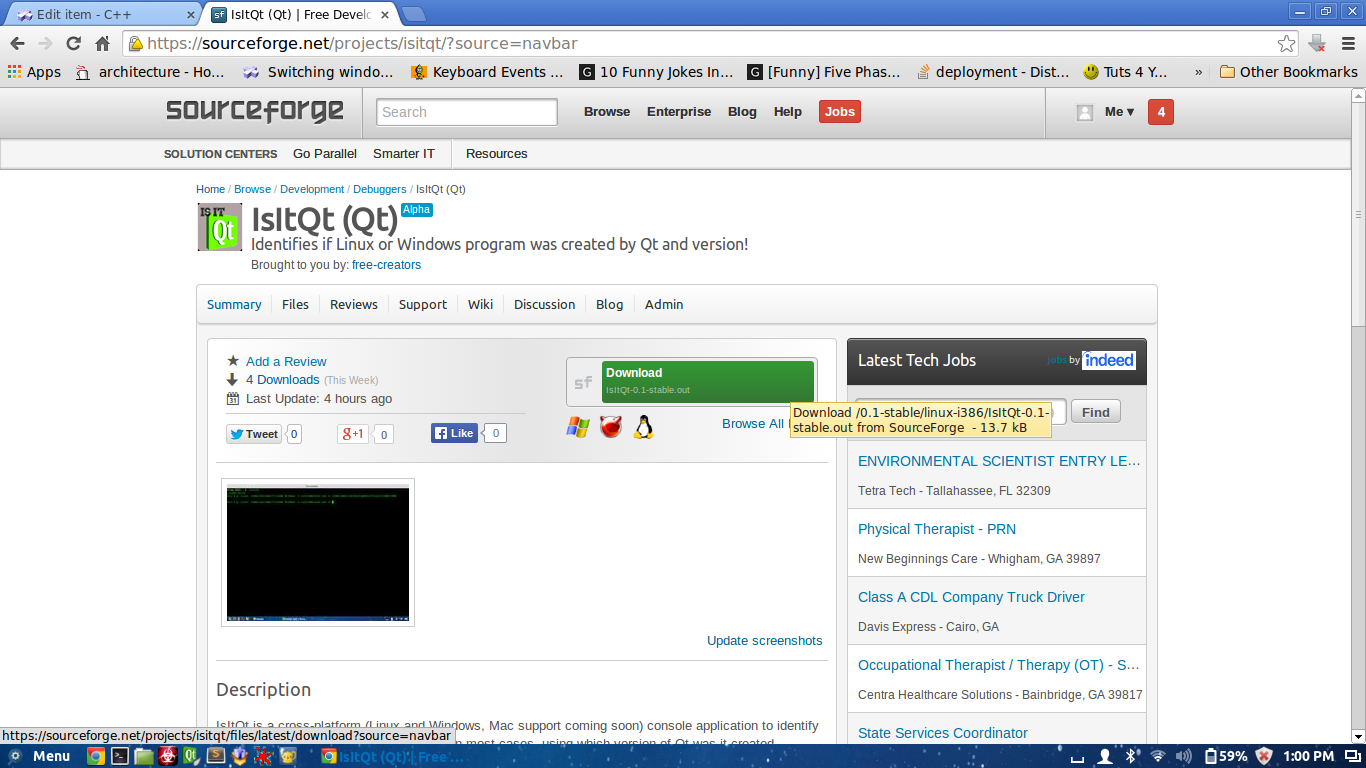 Edit item - C++
IsItQt (Qt) | Free Develo
https://sourceforge.net/projects/isitqt/?source=navbar
Apps architecture - Ho... Switching windo... Keyboard Events ... 10 Funny Jokes In... [Funny] Five Phas... deployment - Dist... Tuts 4 Y... » Other Bookmarks
sourceforge Search Browse Enterprise Blog Help Jobs Me ▾ 4
SOLUTION CENTERS Go Parallel Smarter IT Resources
Home / Browse / Development / Debuggers / IsItQt (Qt)
IS IT
Qt
IsItQt (Qt) Alpha
Identifies if Linux or Windows program was created by Qt and version!
Brought to you by: free-creators
Summary Files Reviews Support Wiki Discussion Blog Admin
Add a Review
4 Downloads (This Week)
31 Last Update: 4 hours ago
Tweet 0 g+1 0 Like 0
sf Download
IsItQt-0.1-stable.out
Browse All
Download /0.1-stable/linux-i386/IsItQt-0.1-
stable.out from SourceForge - 13.7 kB
Update screenshots
Description
IsItQt is a cross-platform (Linux and Windows, Mac support coming soon) console application to identify
most cases, using which version of Qt was it created
Latest Tech Jobs jobs by indeed
Find
ENVIRONMENTAL SCIENTIST ENTRY LE...
Tetra Tech - Tallahassee, FL 32309
Physical Therapist - PRN
New Beginnings Care - Whigham, GA 39897
Class A CDL Company Truck Driver
Davis Express - Cairo, GA
Occupational Therapist / Therapy (OT) - S...
Centra Healthcare Solutions - Bainbridge, GA 39817
State Services Coordinator
https://sourceforge.net/projects/isitqt/files/latest/download?source=navbar
Menu IsItQt (Qt) | Free ... 59% 1:00 PM